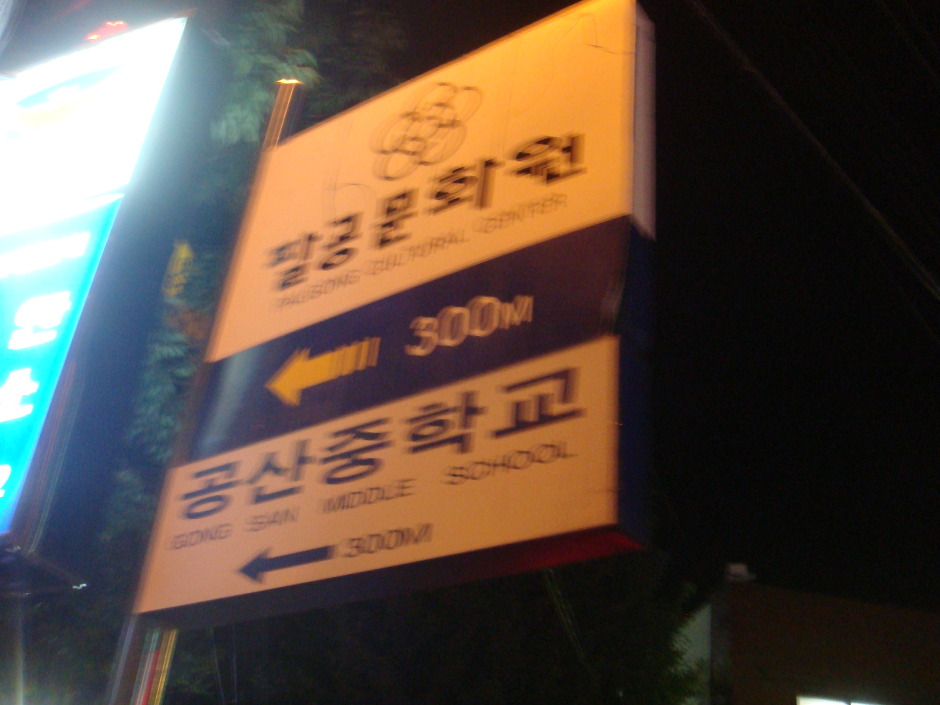 팔공문화원
PALGONG CULTURAL CENTER
300M
공산중학교
GONG SAN MIDDLE SCHOOL
300M